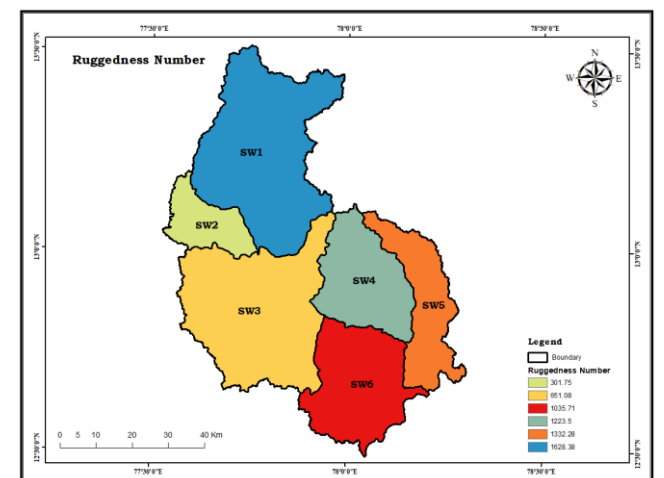 77°30'0"E 78°0'0"E 78°30'0"E
Ruggedness Number
N
W E
S
13°30'0"N 13°30'0"N
SW1
SW2
13°0'0"N 13°0'0"N
SW4
SW5
SW3
Legend
Boundary
Ruggedness Number
301.75
651.08
1035.71
1223.5
1332.28
1628.38
SW6
0 5 10 20 30 40 Km
12°30'0"N 12°30'0"N
77°30'0"E 78°0'0"E 78°30'0"E